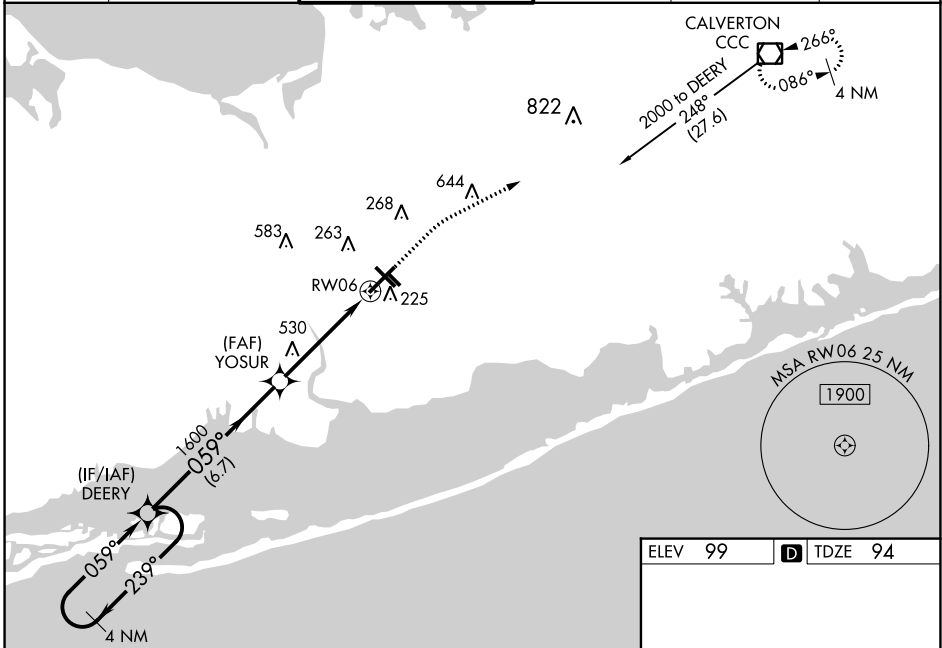 CALVERTON
CCC
266°
086°
4 NM
2000 to DEERY
248°
(27.6)
822
644
268
583
263
RW06
225
530
(FAF)
YOSUR
1600
059°
(6.7)
(IF/IAF)
DEERY
059°
239°
4 NM
MSA RW06 25 NM
1900
ELEV 99 D TDZE 94